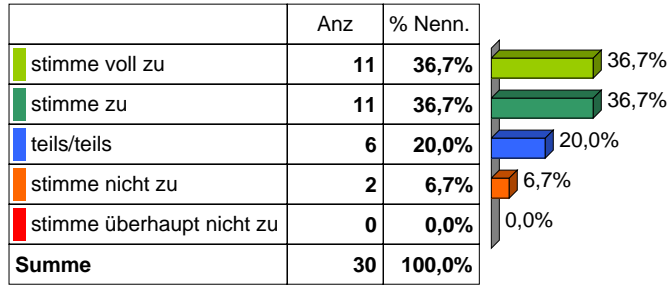 Anz % Nenn.
stimme voll zu 11 36,7% 36,7%
stimme zu 11 36,7% 36,7%
teils/teils 6 20,0% 20,0%
stimme nicht zu 2 6,7% 6,7%
stimme überhaupt nicht zu 0 0,0% 0,0%
Summe 30 100,0%